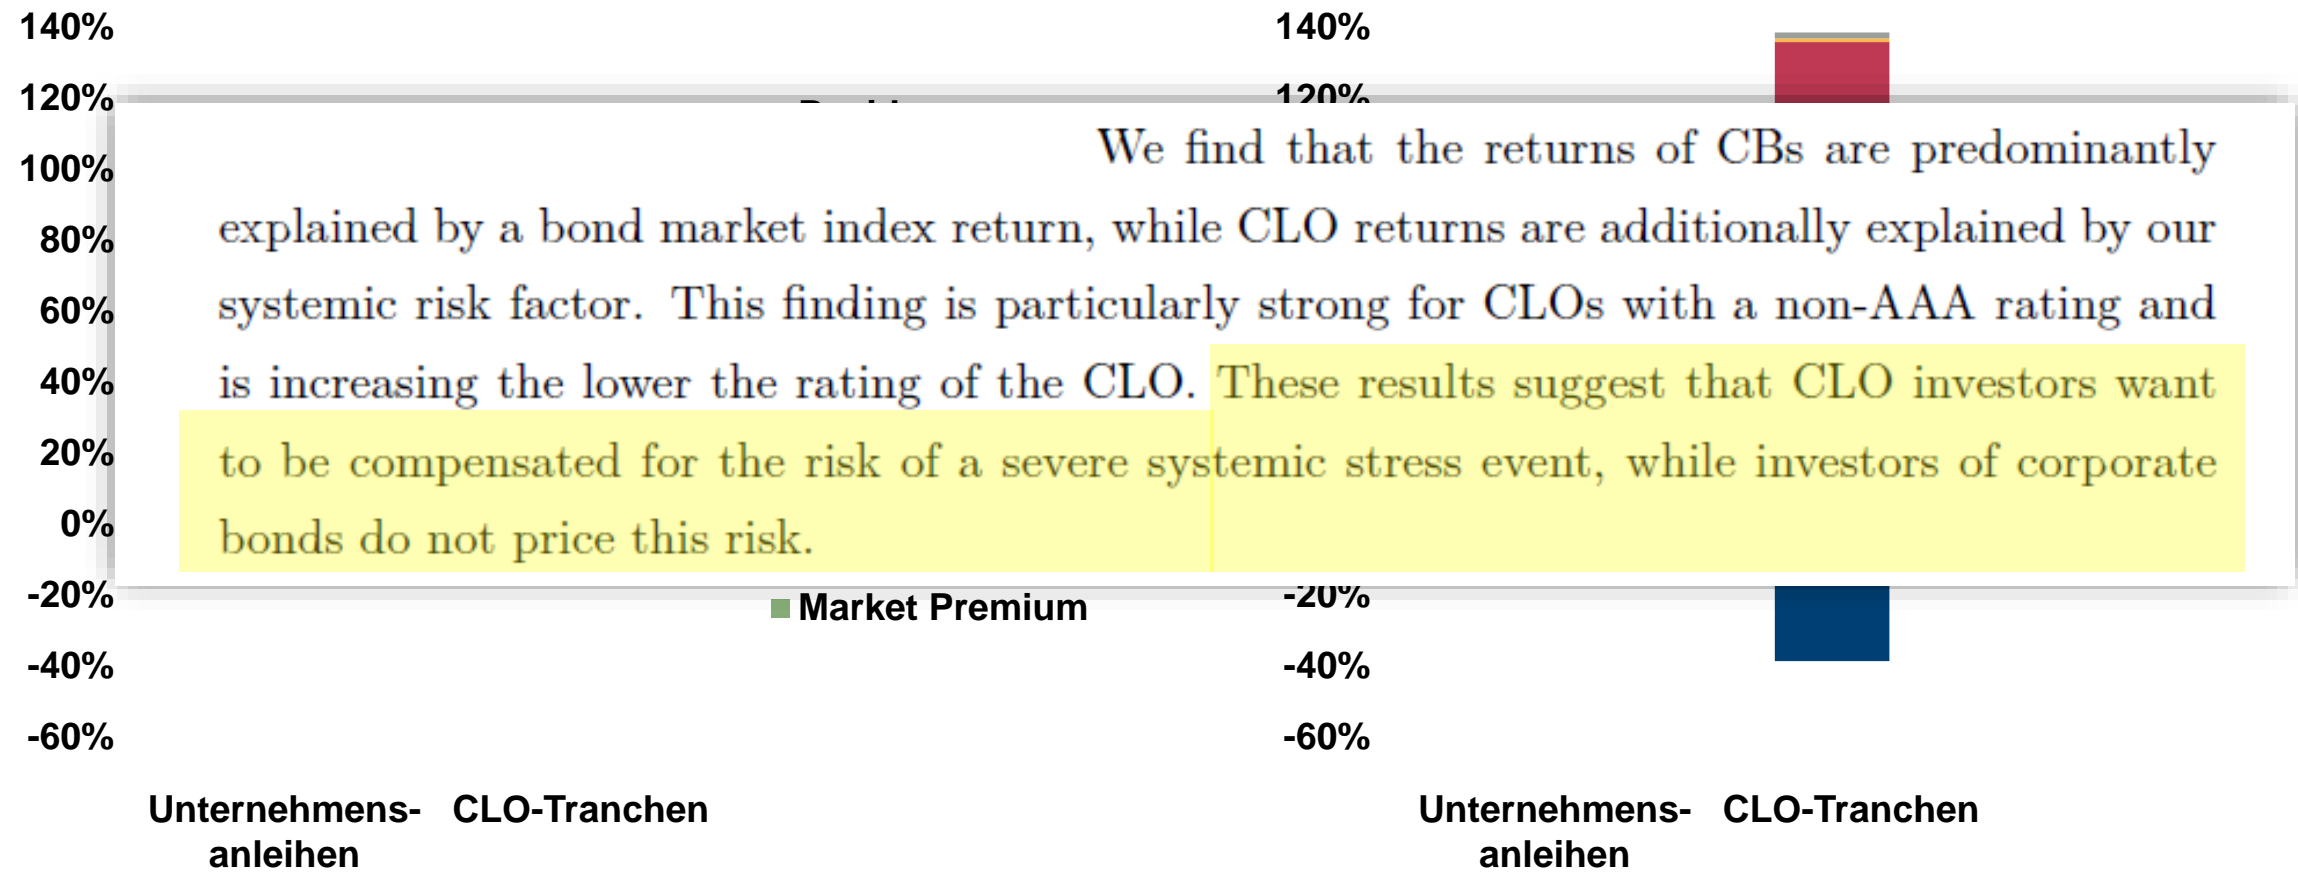 140%
120%
100%
80%
60%
40%
20%
0%
-20%
-40%
-60%
Unternehmens-
anleihen
CLO-Tranchen
We find that the returns of CBs are predominantly
explained by a bond market index return, while CLO returns are additionally explained by our
systemic risk factor. This finding is particularly strong for CLOs with a non-AAA rating and
is increasing the lower the rating of the CLO. These results suggest that CLO investors want
to be compensated for the risk of a severe systemic stress event, while investors of corporate
bonds do not price this risk.
Market Premium
140%
120%
-20%
-40%
-60%
Unternehmens-
anleihen
CLO-Tranchen